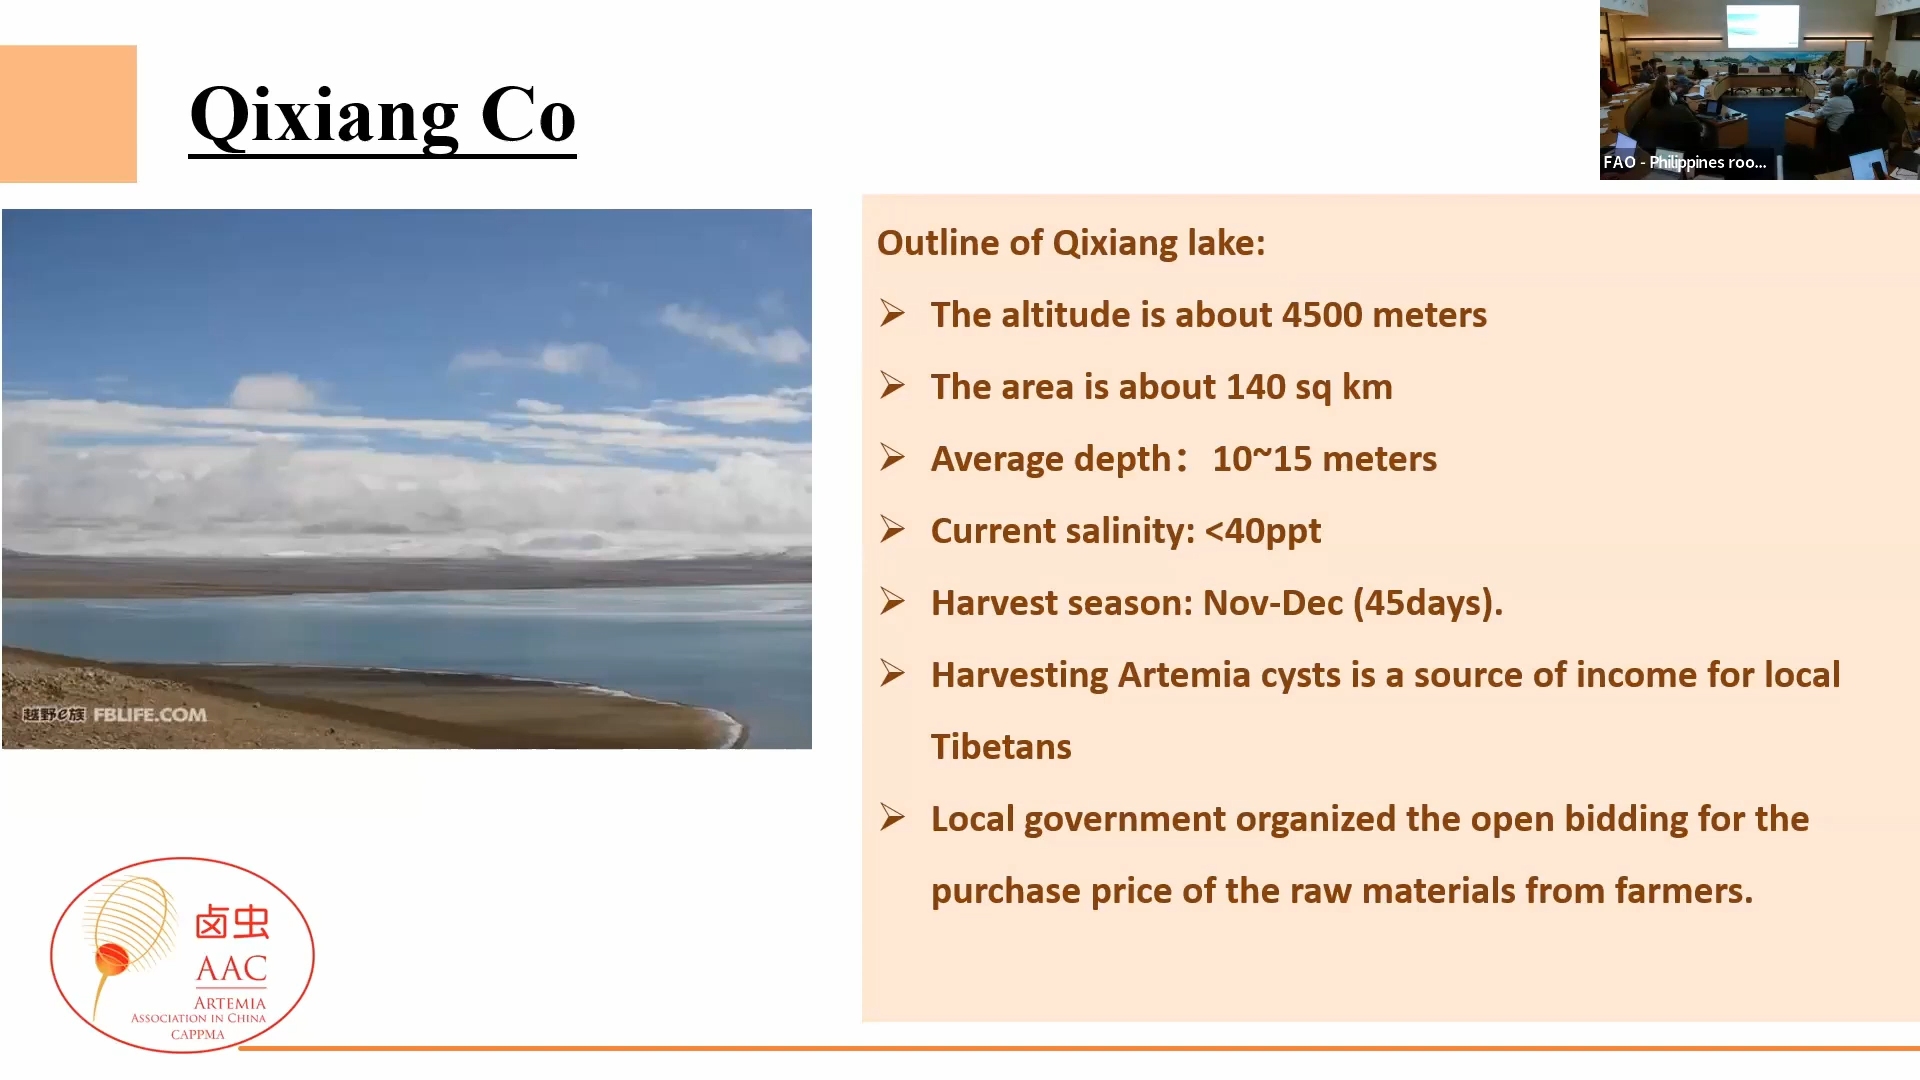 Qixiang Co
FAO - Philippines roo...
Outline of Qixiang lake:
➢ The altitude is about 4500 meters
➢ The area is about 140 sq km
➢ Average depth：10~15 meters
➢ Current salinity: <40ppt
➢ Harvest season: Nov-Dec (45days).
➢ Harvesting Artemia cysts is a source of income for local
Tibetans
➢ Local government organized the open bidding for the
purchase price of the raw materials from farmers.
越野e族 FBLIFE.COM
卤虫
AAC
ARTEMIA
ASSOCIATION IN CHINA
CAPPMA